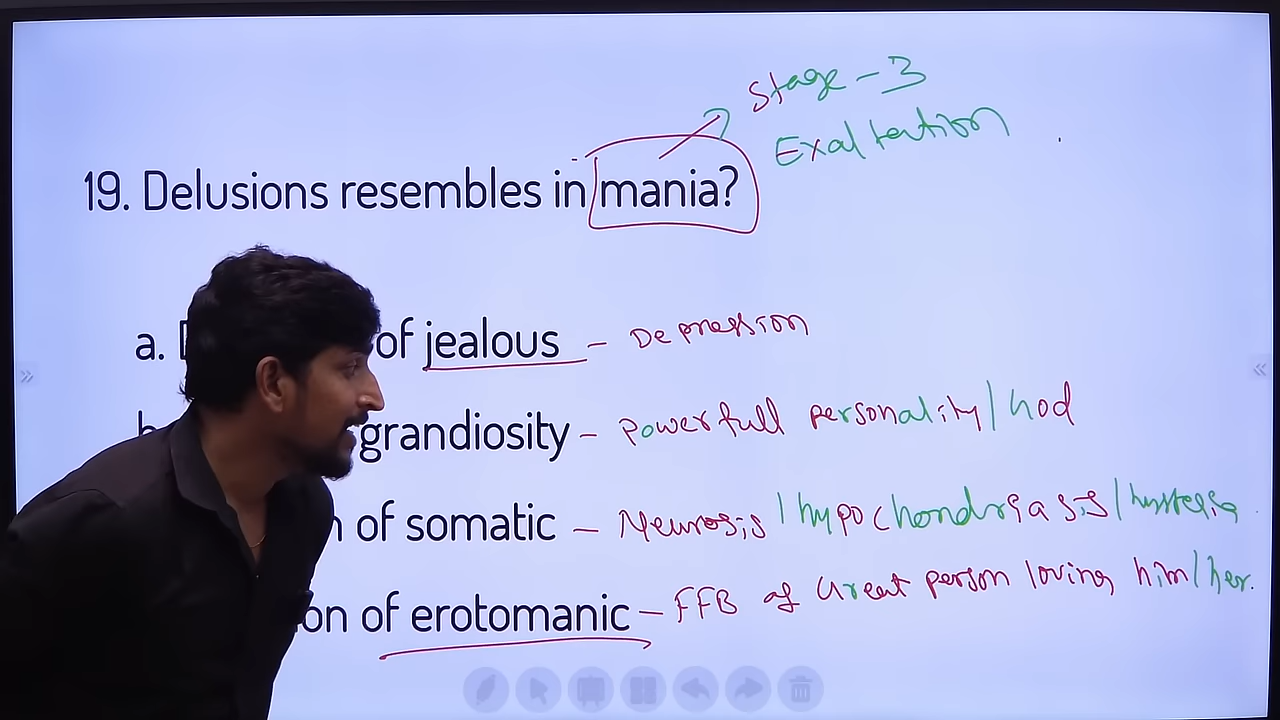 Stage - 3
Exaltation
19. Delusions resembles in mania?
a. of jealous - Depression
grandiosity - powerfull personality/God
of somatic - Neurosis / hypochondriasis / hysteria
on of erotomanic - FFB of Great person loving him/her.